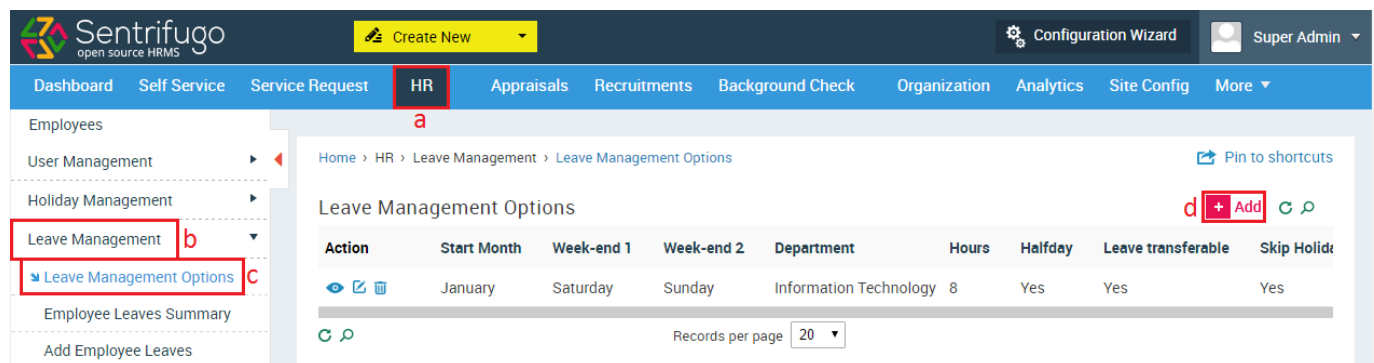 Sentrifugo
open source HRMS
Create New
Configuration Wizard
Super Admin
Dashboard Self Service Service Request HR Appraisals Recruitments Background Check Organization Analytics Site Config More
a
Employees
User Management
Home › HR › Leave Management › Leave Management Options
Pin to shortcuts
Holiday Management
Leave Management Options
d + Add
Leave Management b
Action Start Month Week-end 1 Week-end 2 Department Hours Halfday Leave transferable Skip Holida
Leave Management Options c
January Saturday Sunday Information Technology 8 Yes Yes Yes
Employee Leaves Summary
Records per page 20
Add Employee Leaves